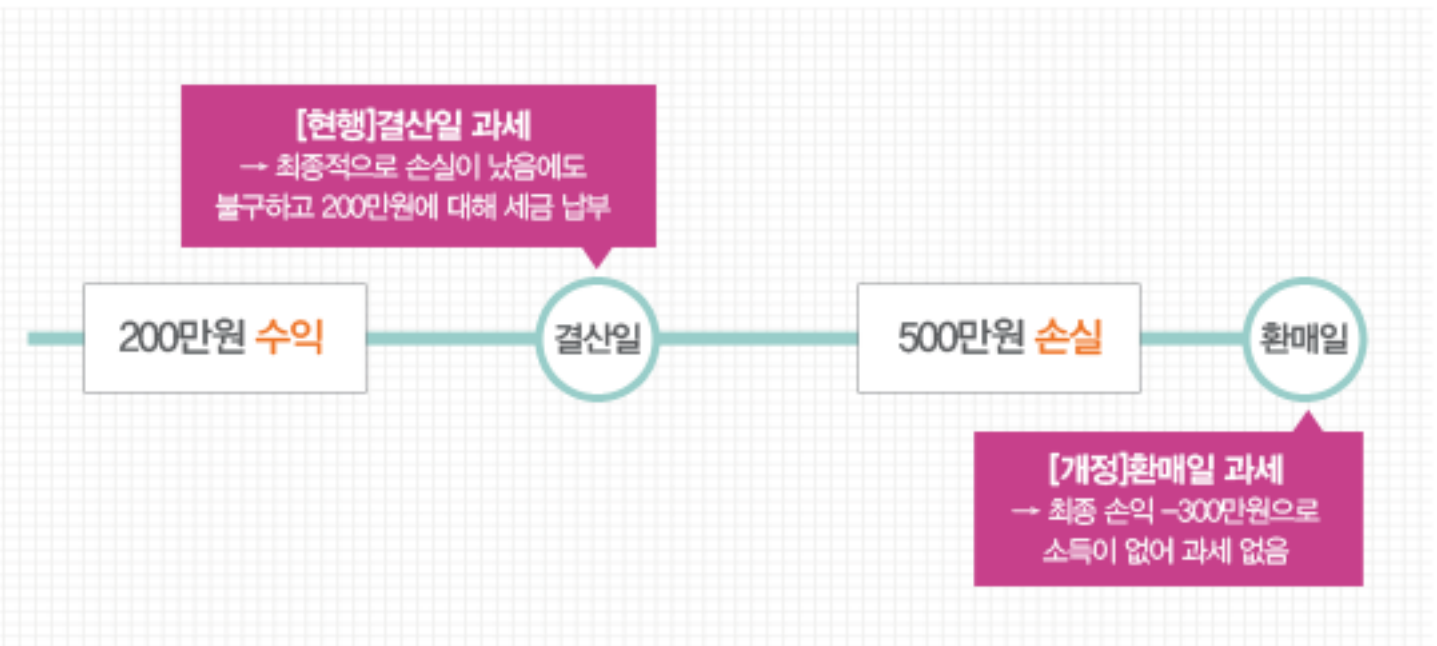 [현행]결산일 과세
→ 최종적으로 손실이 났음에도
불구하고 200만원에 대해 세금 납부
200만원 수익
결산일
500만원 손실
환매일
[개정]환매일 과세
→ 최종 손익 -300만원으로
소득이 없어 과세 없음